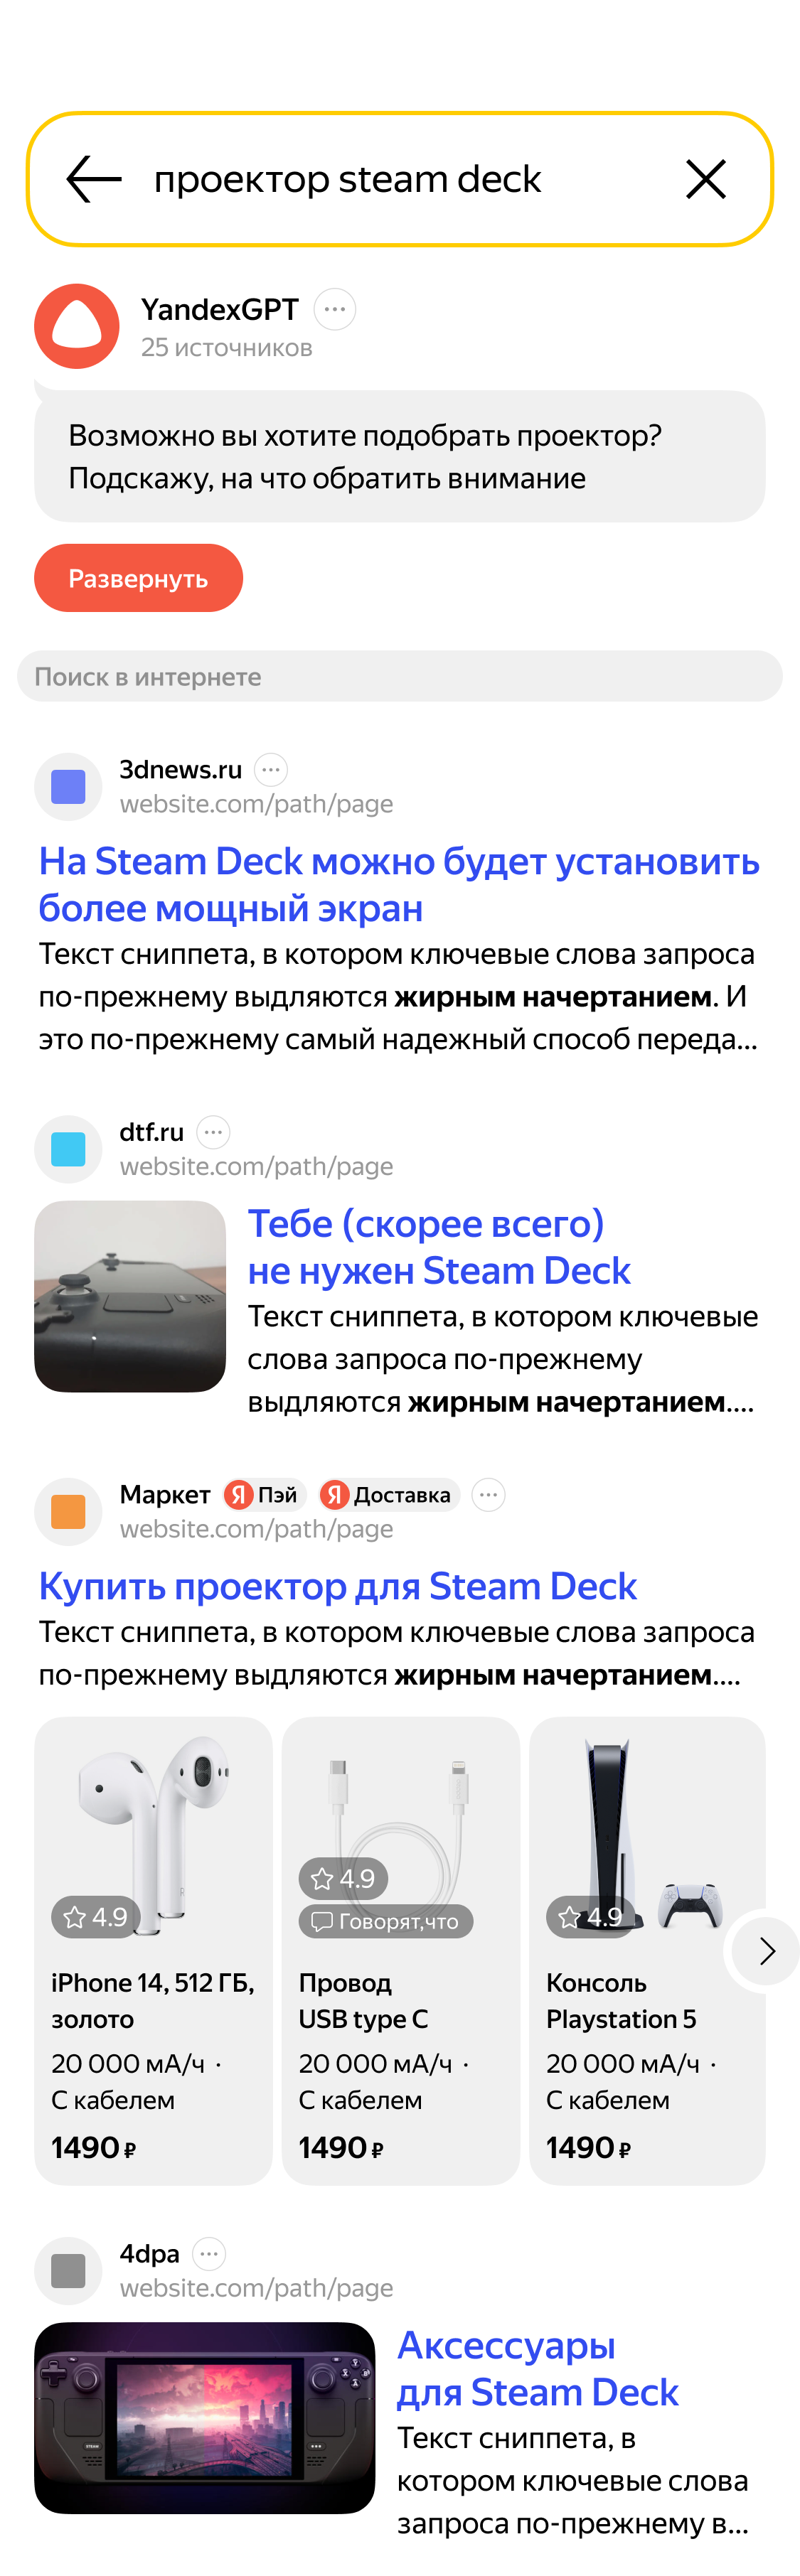 проектор steam deck
YandexGPT
25 источников
Возможно вы хотите подобрать проектор?
Подскажу, на что обратить внимание
Развернуть
Поиск в интернете
3dnews.ru
website.com/path/page
На Steam Deck можно будет установить
более мощный экран
Текст сниппета, в котором ключевые слова запроса
по-прежнему выдляются жирным начертанием. И
это по-прежнему самый надежный способ переда...
dtf.ru
website.com/path/page
Тебе (скорее всего)
не нужен Steam Deck
Текст сниппета, в котором ключевые
слова запроса по-прежнему
выдляются жирным начертанием....
Маркет Я Пэй Я Доставка
website.com/path/page
Купить проектор для Steam Deck
Текст сниппета, в котором ключевые слова запроса
по-прежнему выдляются жирным начертанием....
4.9
iPhone 14, 512 ГБ,
золото
20 000 мА/ч ·
С кабелем
1490 ₽
4.9
Говорят,что
Провод
USB type C
20 000 мА/ч ·
С кабелем
1490 ₽
4.9
Консоль
Playstation 5
20 000 мА/ч ·
С кабелем
1490 ₽
4dpa
website.com/path/page
STEAM
Аксессуары
для Steam Deck
Текст сниппета, в
котором ключевые слова
запроса по-прежнему в...